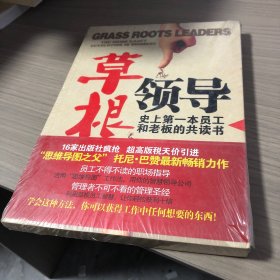 GRASS ROOTS LEADERS
草根
领导
史上第一本员工
和老板的共读书
16家出版社疯抢 超高版税天价引进
“思维导图之父”托尼·巴赞最新畅销力作
员工不得不读的职场指导
管理者不可不看的管理圣经
学会这种方法，你可以获得工作中任何想要的东西！